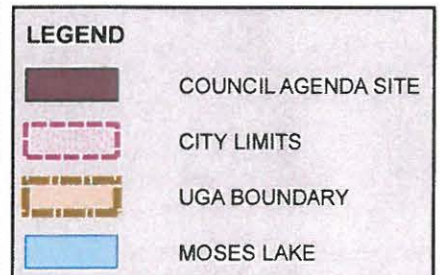 LEGEND
COUNCIL AGENDA SITE
CITY LIMITS
UGA BOUNDARY
MOSES LAKE